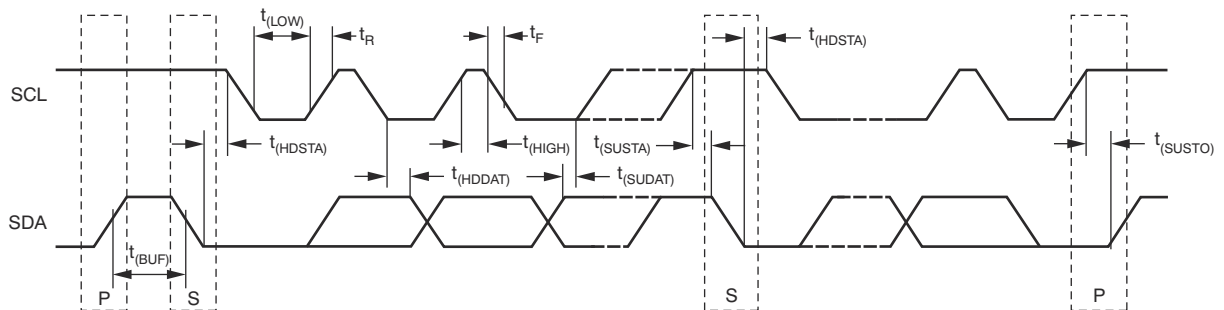 t(LOW)
tR
tF
t(HDSTA)
SCL
t(HDSTA)
t(HIGH)
t(SUSTA)
t(SUSTO)
t(HDDAT)
t(SUDAT)
SDA
t(BUF)
P
S
S
P